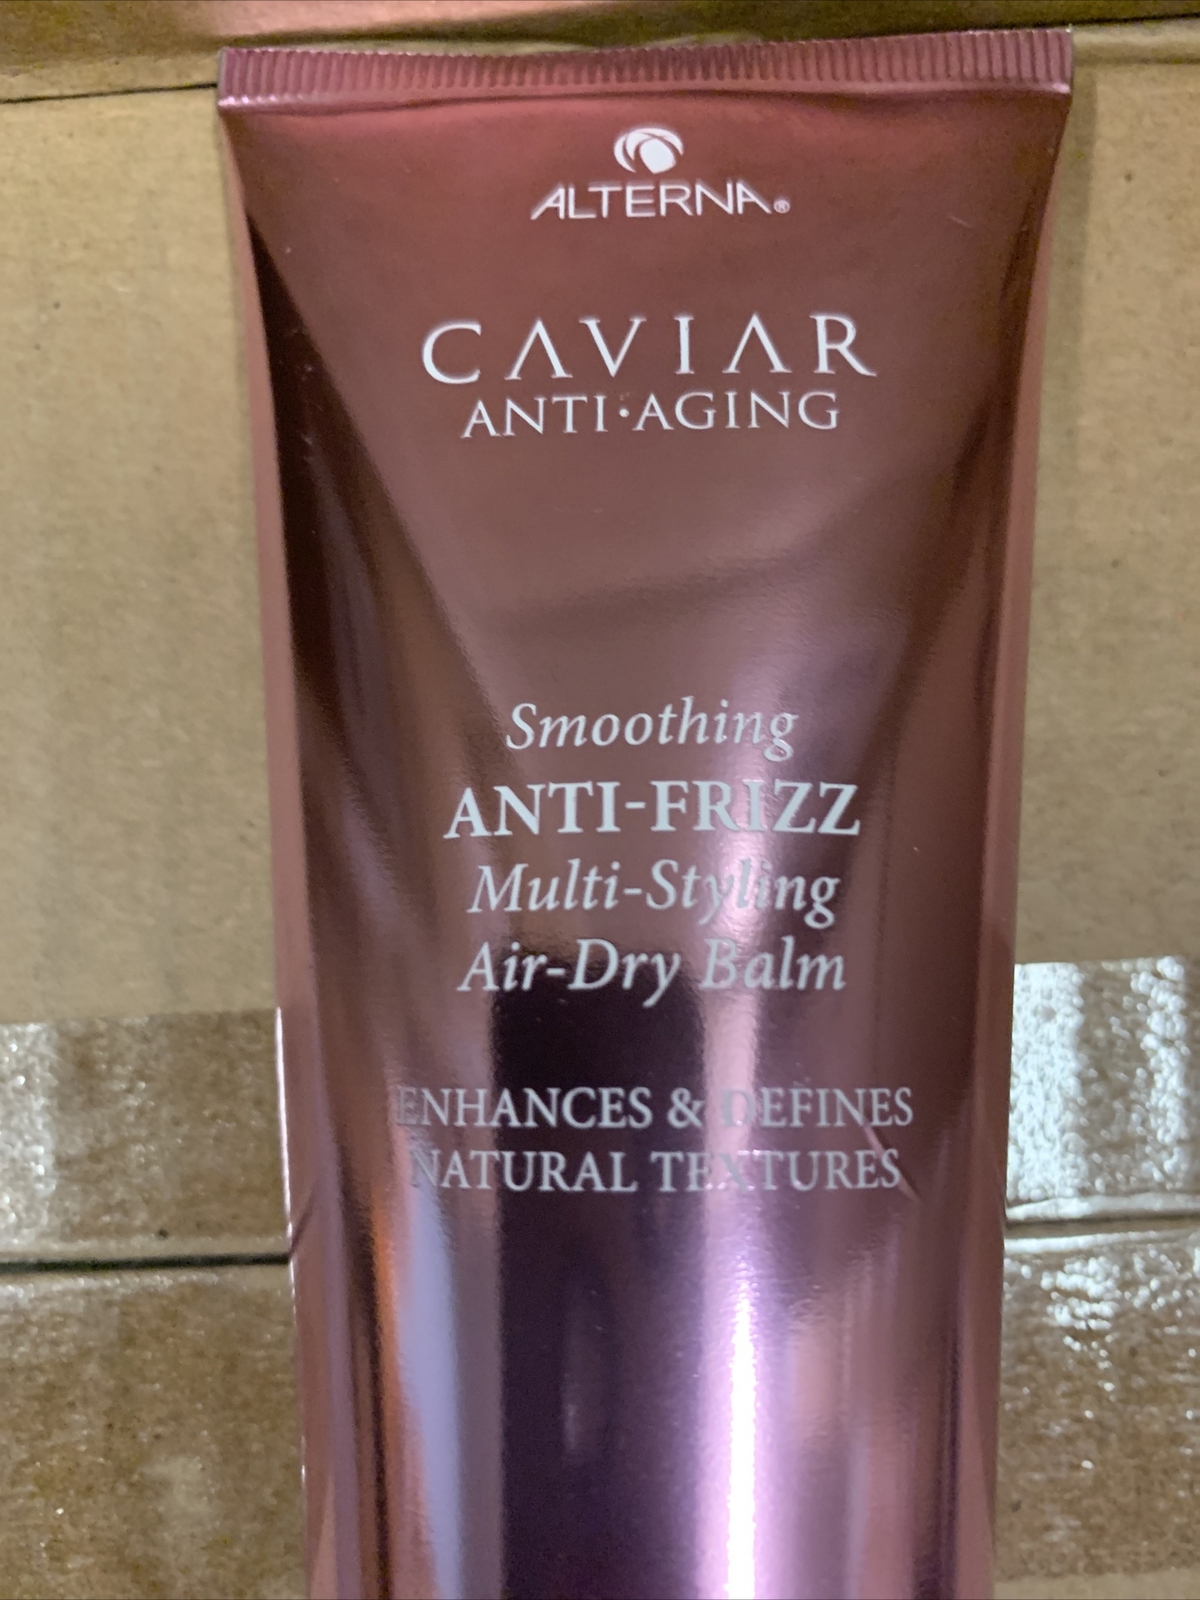 ALTERNA®
CAVIAR
ANTI·AGING
Smoothing
ANTI-FRIZZ
Multi-Styling
Air-Dry Balm
ENHANCES & DEFINES
NATURAL TEXTURES